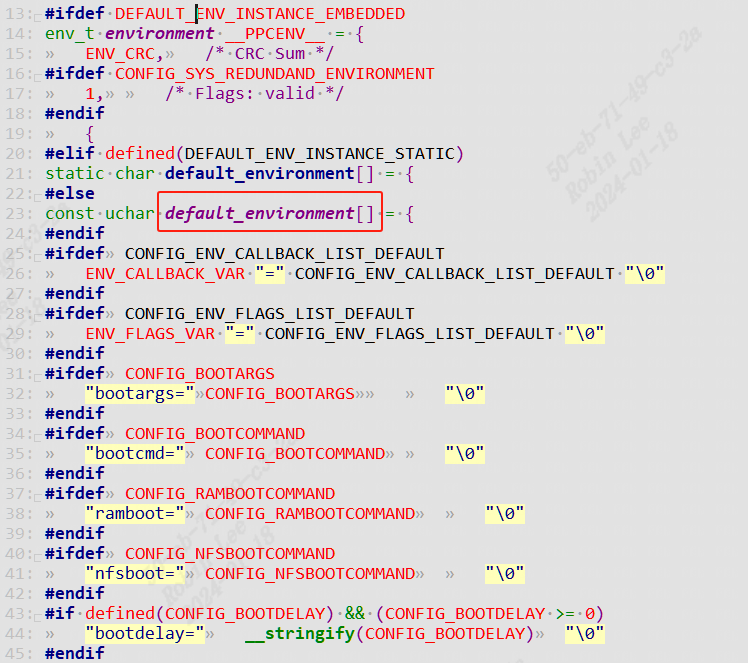 13: #ifdef DEFAULT_ENV_INSTANCE_EMBEDDED
14: env_t environment __PPCENV__ = {
15: » ENV_CRC,» /* CRC Sum */
16: #ifdef CONFIG_SYS_REDUNDAND_ENVIRONMENT
17: » 1,» » /* Flags: valid */
18: #endif
19: » {
20: #elif defined(DEFAULT_ENV_INSTANCE_STATIC)
21: static char default_environment[] = {
22: #else
23: const uchar default_environment[] = {
24: #endif
25: #ifdef» CONFIG_ENV_CALLBACK_LIST_DEFAULT
26: » ENV_CALLBACK_VAR "=" CONFIG_ENV_CALLBACK_LIST_DEFAULT "\0"
27: #endif
28: #ifdef» CONFIG_ENV_FLAGS_LIST_DEFAULT
29: » ENV_FLAGS_VAR "=" CONFIG_ENV_FLAGS_LIST_DEFAULT "\0"
30: #endif
31: #ifdef» CONFIG_BOOTARGS
32: » "bootargs="»CONFIG_BOOTARGS»» » "\0"
33: #endif
34: #ifdef» CONFIG_BOOTCOMMAND
35: » "bootcmd="» CONFIG_BOOTCOMMAND» » "\0"
36: #endif
37: #ifdef» CONFIG_RAMBOOTCOMMAND
38: » "ramboot="» CONFIG_RAMBOOTCOMMAND» » "\0"
39: #endif
40: #ifdef» CONFIG_NFSBOOTCOMMAND
41: » "nfsboot="» CONFIG_NFSBOOTCOMMAND» » "\0"
42: #endif
43: #if defined(CONFIG_BOOTDELAY) && (CONFIG_BOOTDELAY >= 0)
44: » "bootdelay="» __stringify(CONFIG_BOOTDELAY)» "\0"
45: #endif
50-eb-71-49-c3-2a
Robin Lee
2024-01-18